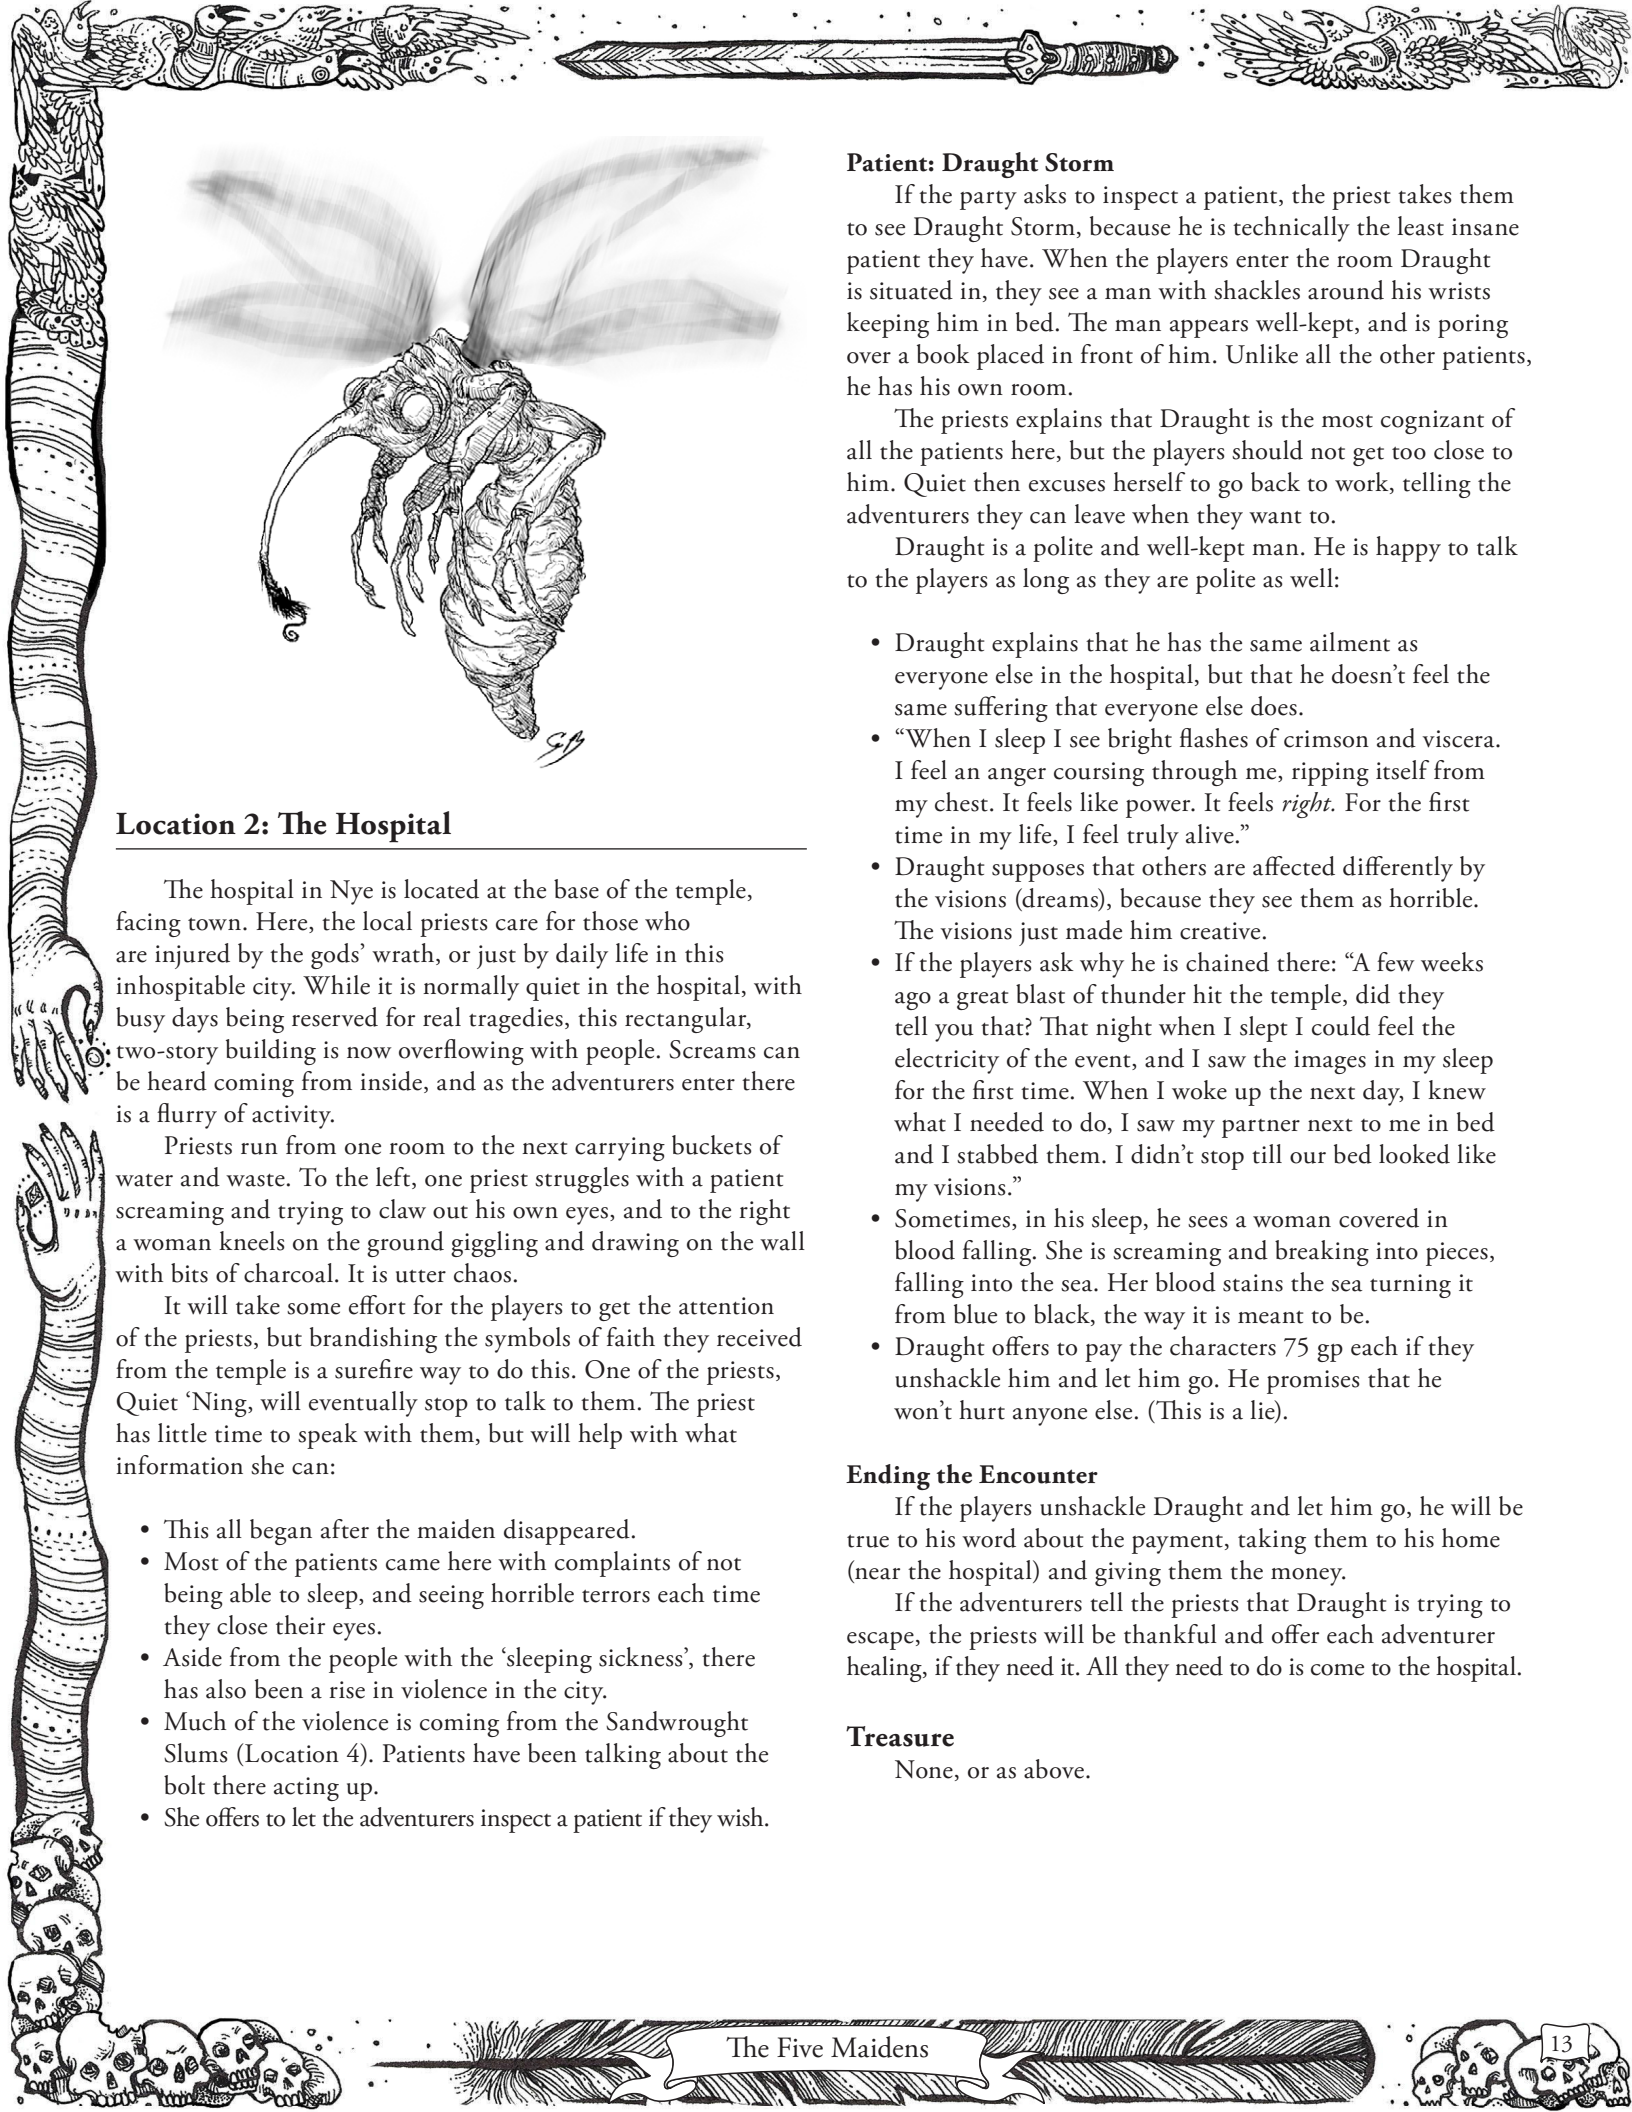 Location 2: The Hospital
The hospital in Nye is located at the base of the temple,
facing town. Here, the local priests care for those who
are injured by the gods’ wrath, or just by daily life in this
inhospitable city. While it is normally quiet in the hospital, with
busy days being reserved for real tragedies, this rectangular,
two-story building is now overflowing with people. Screams can
be heard coming from inside, and as the adventurers enter there
is a flurry of activity.
Priests run from one room to the next carrying buckets of
water and waste. To the left, one priest struggles with a patient
screaming and trying to claw out his own eyes, and to the right
a woman kneels on the ground giggling and drawing on the wall
with bits of charcoal. It is utter chaos.
It will take some effort for the players to get the attention
of the priests, but brandishing the symbols of faith they received
from the temple is a surefire way to do this. One of the priests,
Quiet ‘Ning, will eventually stop to talk to them. The priest
has little time to speak with them, but will help with what
information she can:
• This all began after the maiden disappeared.
• Most of the patients came here with complaints of not
being able to sleep, and seeing horrible terrors each time
they close their eyes.
• Aside from the people with the ‘sleeping sickness’, there
has also been a rise in violence in the city.
• Much of the violence is coming from the Sandwrought
Slums (Location 4). Patients have been talking about the
bolt there acting up.
• She offers to let the adventurers inspect a patient if they wish.
Patient: Draught Storm
If the party asks to inspect a patient, the priest takes them
to see Draught Storm, because he is technically the least insane
patient they have. When the players enter the room Draught
is situated in, they see a man with shackles around his wrists
keeping him in bed. The man appears well-kept, and is poring
over a book placed in front of him. Unlike all the other patients,
he has his own room.
The priests explains that Draught is the most cognizant of
all the patients here, but the players should not get too close to
him. Quiet then excuses herself to go back to work, telling the
adventurers they can leave when they want to.
Draught is a polite and well-kept man. He is happy to talk
to the players as long as they are polite as well:
• Draught explains that he has the same ailment as
everyone else in the hospital, but that he doesn’t feel the
same suffering that everyone else does.
• “When I sleep I see bright flashes of crimson and viscera.
I feel an anger coursing through me, ripping itself from
my chest. It feels like power. It feels right. For the first
time in my life, I feel truly alive.”
• Draught supposes that others are affected differently by
the visions (dreams), because they see them as horrible.
The visions just made him creative.
• If the players ask why he is chained there: “A few weeks
ago a great blast of thunder hit the temple, did they
tell you that? That night when I slept I could feel the
electricity of the event, and I saw the images in my sleep
for the first time. When I woke up the next day, I knew
what I needed to do, I saw my partner next to me in bed
and I stabbed them. I didn’t stop till our bed looked like
my visions.”
• Sometimes, in his sleep, he sees a woman covered in
blood falling. She is screaming and breaking into pieces,
falling into the sea. Her blood stains the sea turning it
from blue to black, the way it is meant to be.
• Draught offers to pay the characters 75 gp each if they
unshackle him and let him go. He promises that he
won’t hurt anyone else. (This is a lie).
Ending the Encounter
If the players unshackle Draught and let him go, he will be
true to his word about the payment, taking them to his home
(near the hospital) and giving them the money.
If the adventurers tell the priests that Draught is trying to
escape, the priests will be thankful and offer each adventurer
healing, if they need it. All they need to do is come to the hospital.
Treasure
None, or as above.
The Five Maidens
13